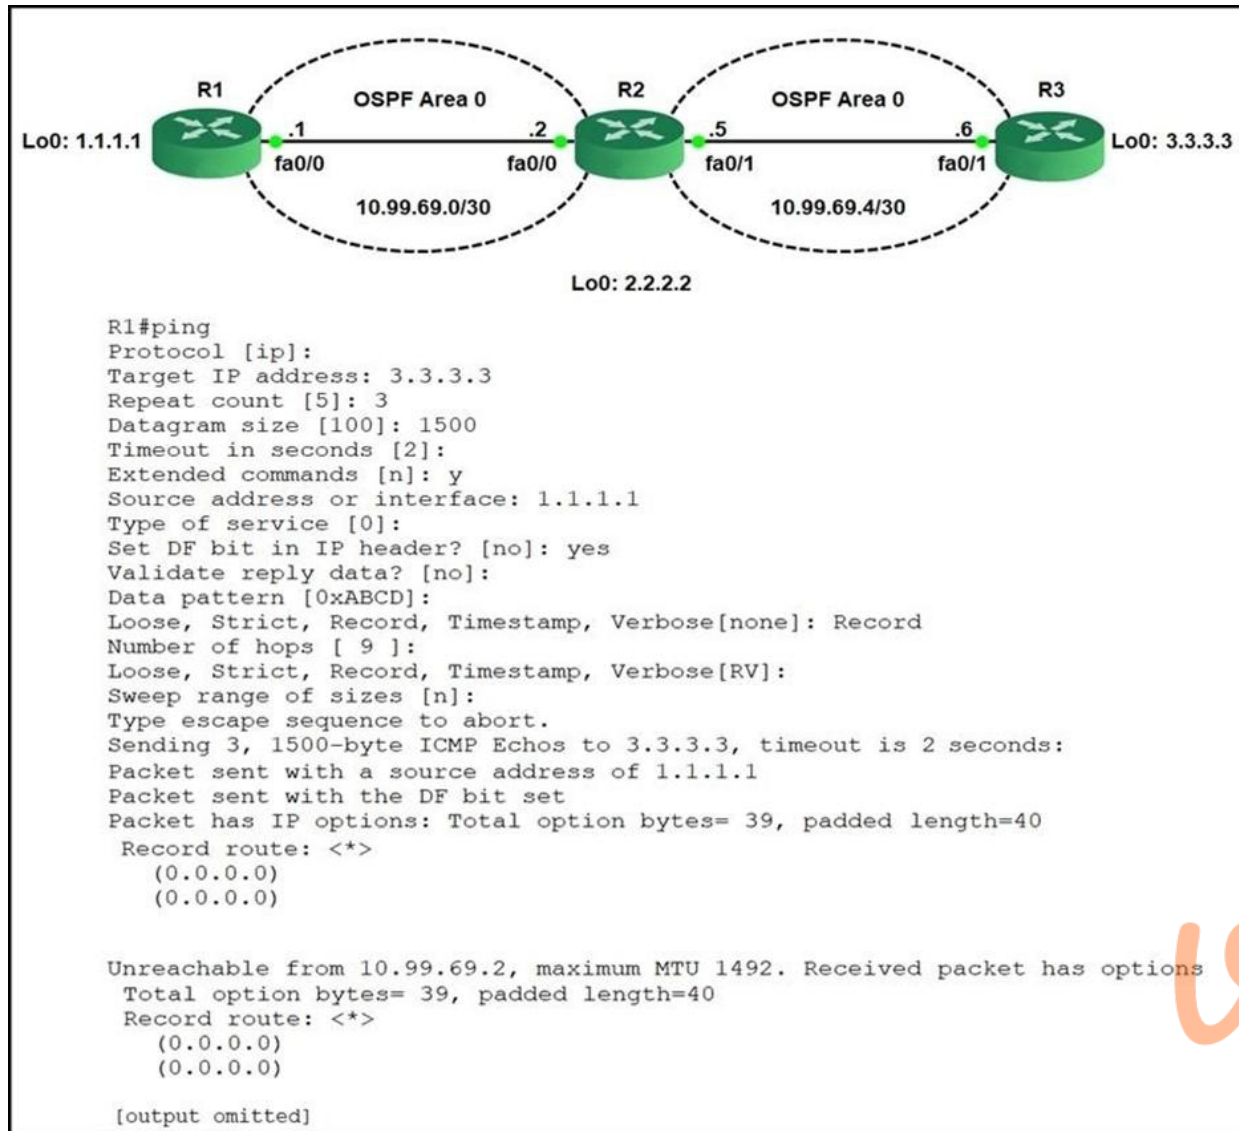 R1
R2
R3
OSPF Area 0
OSPF Area 0
Lo0: 1.1.1.1
.1
.2
.5
.6
Lo0: 3.3.3.3
fa0/0
fa0/0
fa0/1
fa0/1
10.99.69.0/30
10.99.69.4/30
Lo0: 2.2.2.2
R1#ping
Protocol [ip]:
Target IP address: 3.3.3.3
Repeat count [5]: 3
Datagram size [100]: 1500
Timeout in seconds [2]:
Extended commands [n]: y
Source address or interface: 1.1.1.1
Type of service [0]:
Set DF bit in IP header? [no]: yes
Validate reply data? [no]:
Data pattern [0xABCD]:
Loose, Strict, Record, Timestamp, Verbose[none]: Record
Number of hops [ 9 ]:
Loose, Strict, Record, Timestamp, Verbose[RV]:
Sweep range of sizes [n]:
Type escape sequence to abort.
Sending 3, 1500-byte ICMP Echos to 3.3.3.3, timeout is 2 seconds:
Packet sent with a source address of 1.1.1.1
Packet sent with the DF bit set
Packet has IP options: Total option bytes= 39, padded length=40
Record route: <*>
(0.0.0.0)
(0.0.0.0)
Unreachable from 10.99.69.2, maximum MTU 1492. Received packet has options
Total option bytes= 39, padded length=40
Record route: <*>
(0.0.0.0)
(0.0.0.0)
[output omitted]